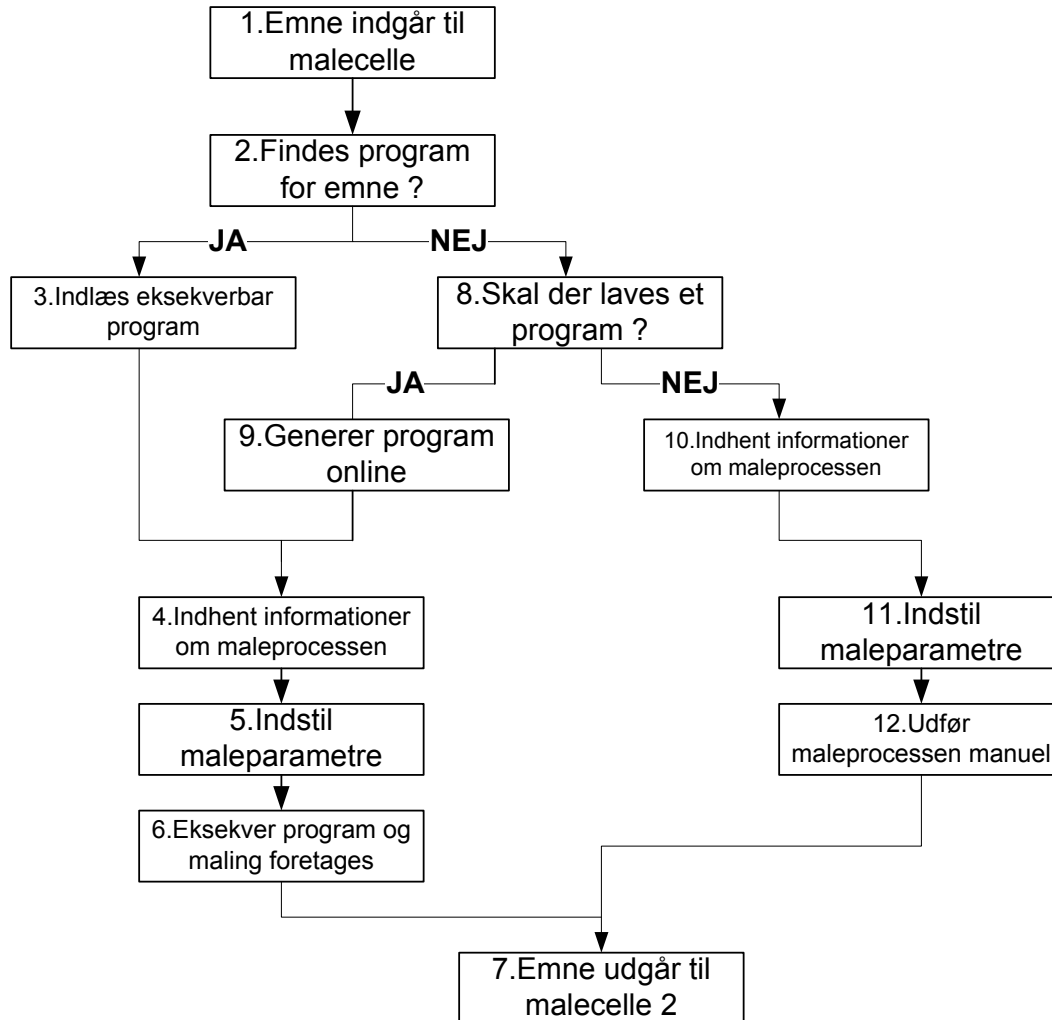 1.Emne indgår til
malecelle
2.Findes program
for emne ?
JA
NEJ
3.Indlæs eksekverbar
program
8.Skal der laves et
program ?
JA
NEJ
9.Generer program
online
10.Indhent informationer
om maleprocessen
4.Indhent informationer
om maleprocessen
11.Indstil
maleparametre
5.Indstil
maleparametre
12.Udfør
maleprocessen manuel
6.Eksekver program og
maling foretages
7.Emne udgår til
malecelle 2